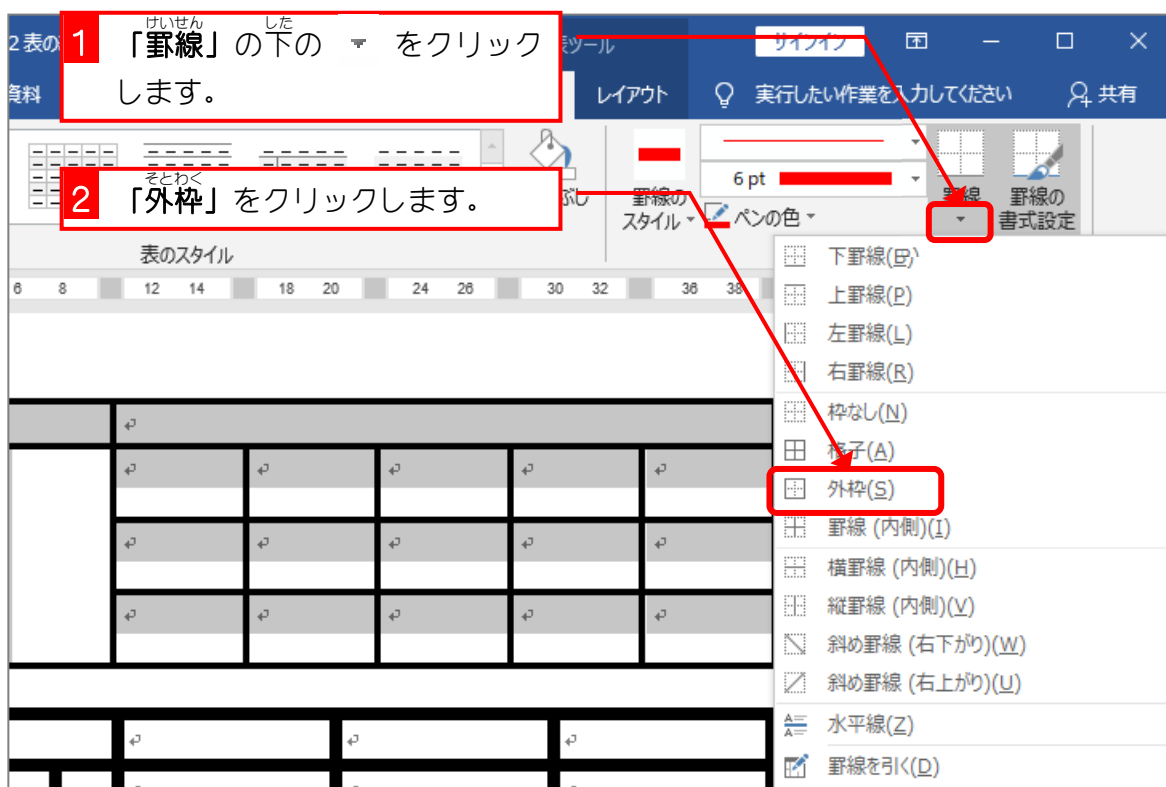 2 表の
ツール
サインイン
1
けいせん
した
「罫線」の下の をクリック
します。
資料
レイアウト
実行したい作業を入力してください
共有
2
そとわく
「外枠」をクリックします。
6 pt
罫線の
スタイル
ペンの色
罫線
罫線の
書式設定
表のスタイル
6 8 12 14 18 20 24 26 30 32 36 38
下罫線(B)
上罫線(P)
左罫線(L)
右罫線(R)
枠なし(N)
格子(A)
外枠(S)
罫線 (内側)(I)
横罫線 (内側)(H)
縦罫線 (内側)(V)
斜め罫線 (右下がり)(W)
斜め罫線 (右上がり)(U)
水平線(Z)
罫線を引く(D)